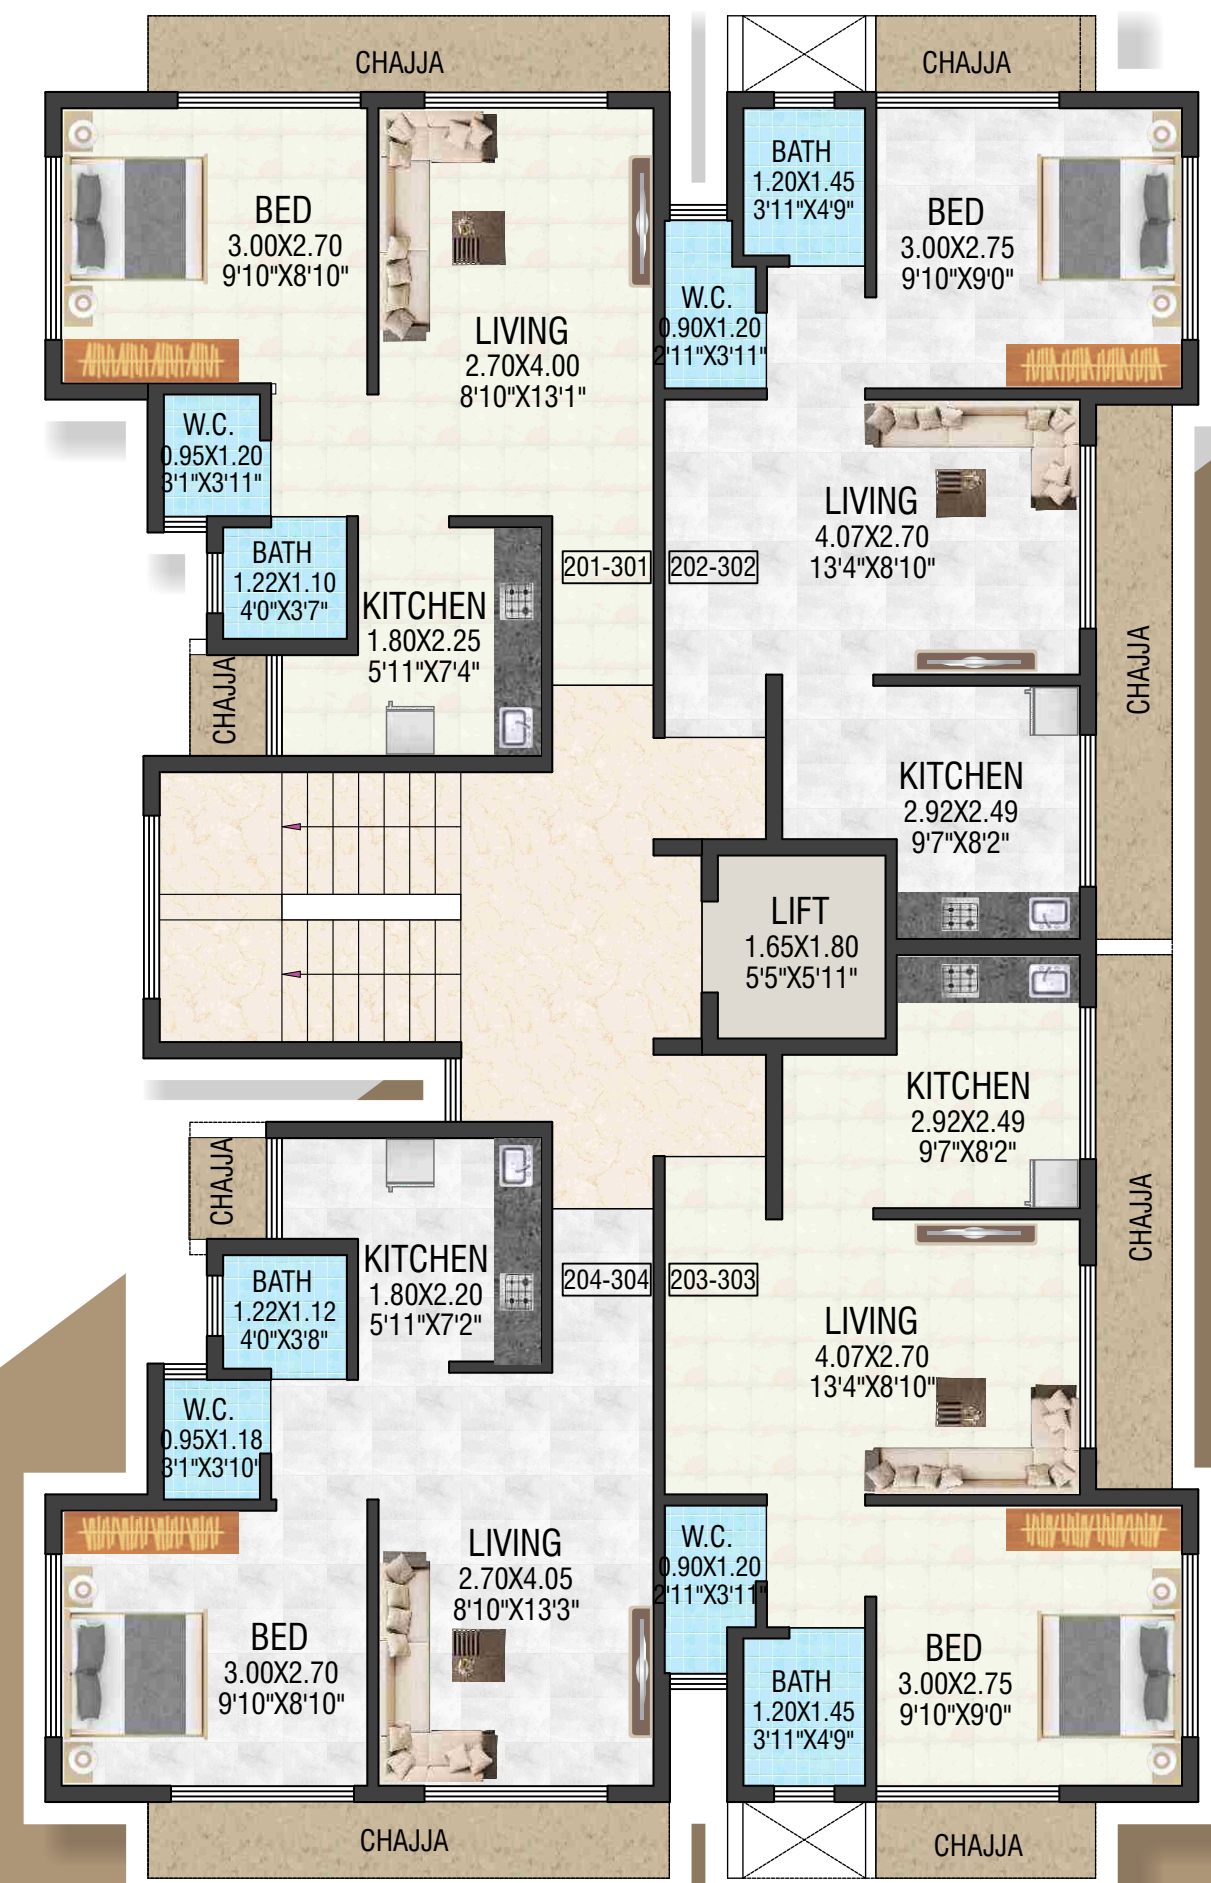 CHAJJA
CHAJJA
BED
3.00X2.70
9'10"X8'10"
LIVING
2.70X4.00
8'10"X13'1"
BATH
1.20X1.45
3'11"X4'9"
BED
3.00X2.75
9'10"X9'0"
W.C.
0.90X1.20
2'11"X3'11"
W.C.
0.95X1.20
3'1"X3'11"
BATH
1.22X1.10
4'0"X3'7"
KITCHEN
1.80X2.25
5'11"X7'4"
201-301
202-302
LIVING
4.07X2.70
13'4"X8'10"
CHAJJA
CHAJJA
KITCHEN
2.92X2.49
9'7"X8'2"
LIFT
1.65X1.80
5'5"X5'11"
KITCHEN
2.92X2.49
9'7"X8'2"
CHAJJA
CHAJJA
BATH
1.22X1.12
4'0"X3'8"
KITCHEN
1.80X2.20
5'11"X7'2"
204-304
203-303
LIVING
4.07X2.70
13'4"X8'10"
W.C.
0.95X1.18
3'1"X3'10'
LIVING
2.70X4.05
8'10"X13'3"
W.C.
0.90X1.20
2'11"X3'11"
BED
3.00X2.70
9'10"X8'10"
BATH
1.20X1.45
3'11"X4'9"
BED
3.00X2.75
9'10"X9'0"
CHAJJA
CHAJJA